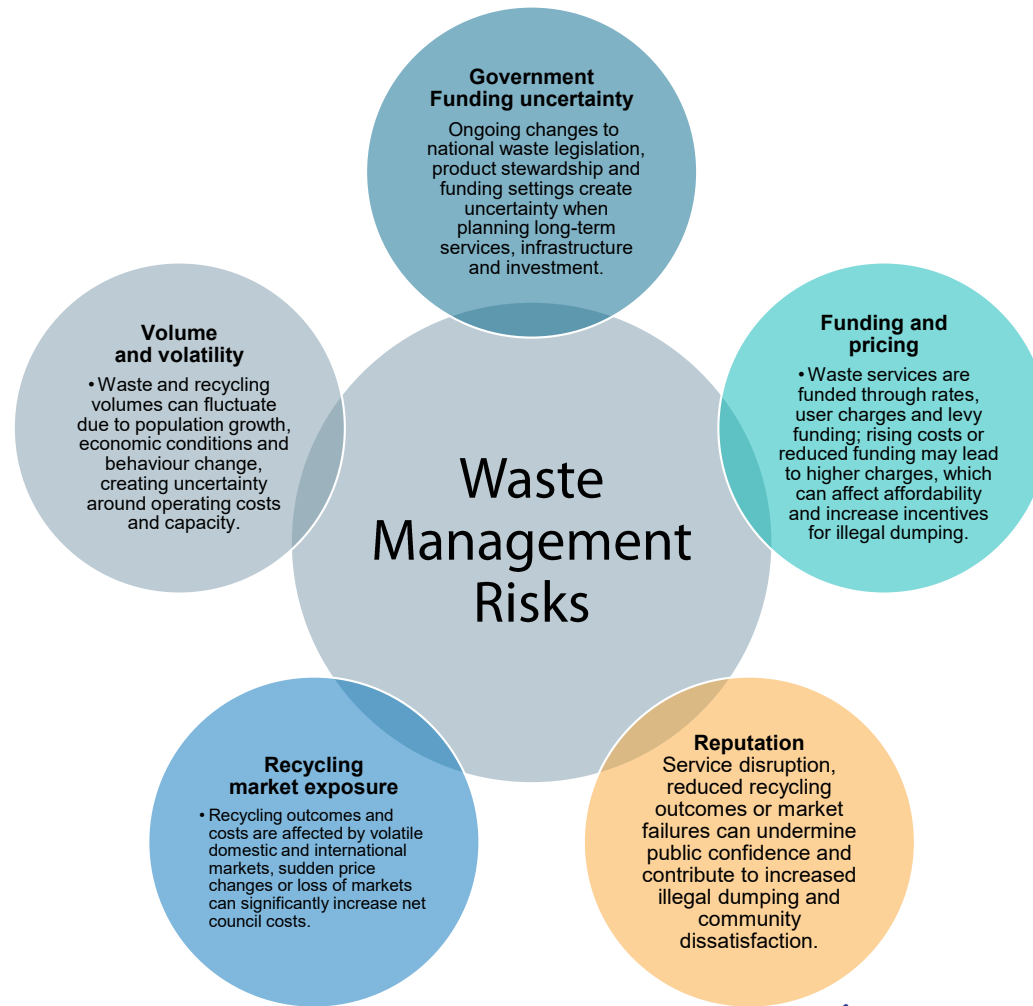 Government
Funding uncertainty
Ongoing changes to
national waste legislation,
product stewardship and
funding settings create
uncertainty when
planning long-term
services, infrastructure
and investment.
Volume
and volatility
• Waste and recycling
volumes can fluctuate
due to population growth,
economic conditions and
behaviour change,
creating uncertainty
around operating costs
and capacity.
Funding and
pricing
• Waste services are
funded through rates,
user charges and levy
funding; rising costs or
reduced funding may lead
to higher charges, which
can affect affordability
and increase incentives
for illegal dumping.
Waste
Management
Risks
Recycling
market exposure
• Recycling outcomes and
costs are affected by volatile
domestic and international
markets, sudden price
changes or loss of markets
can significantly increase net
council costs.
Reputation
Service disruption,
reduced recycling
outcomes or market
failures can undermine
public confidence and
contribute to increased
illegal dumping and
community
dissatisfaction.